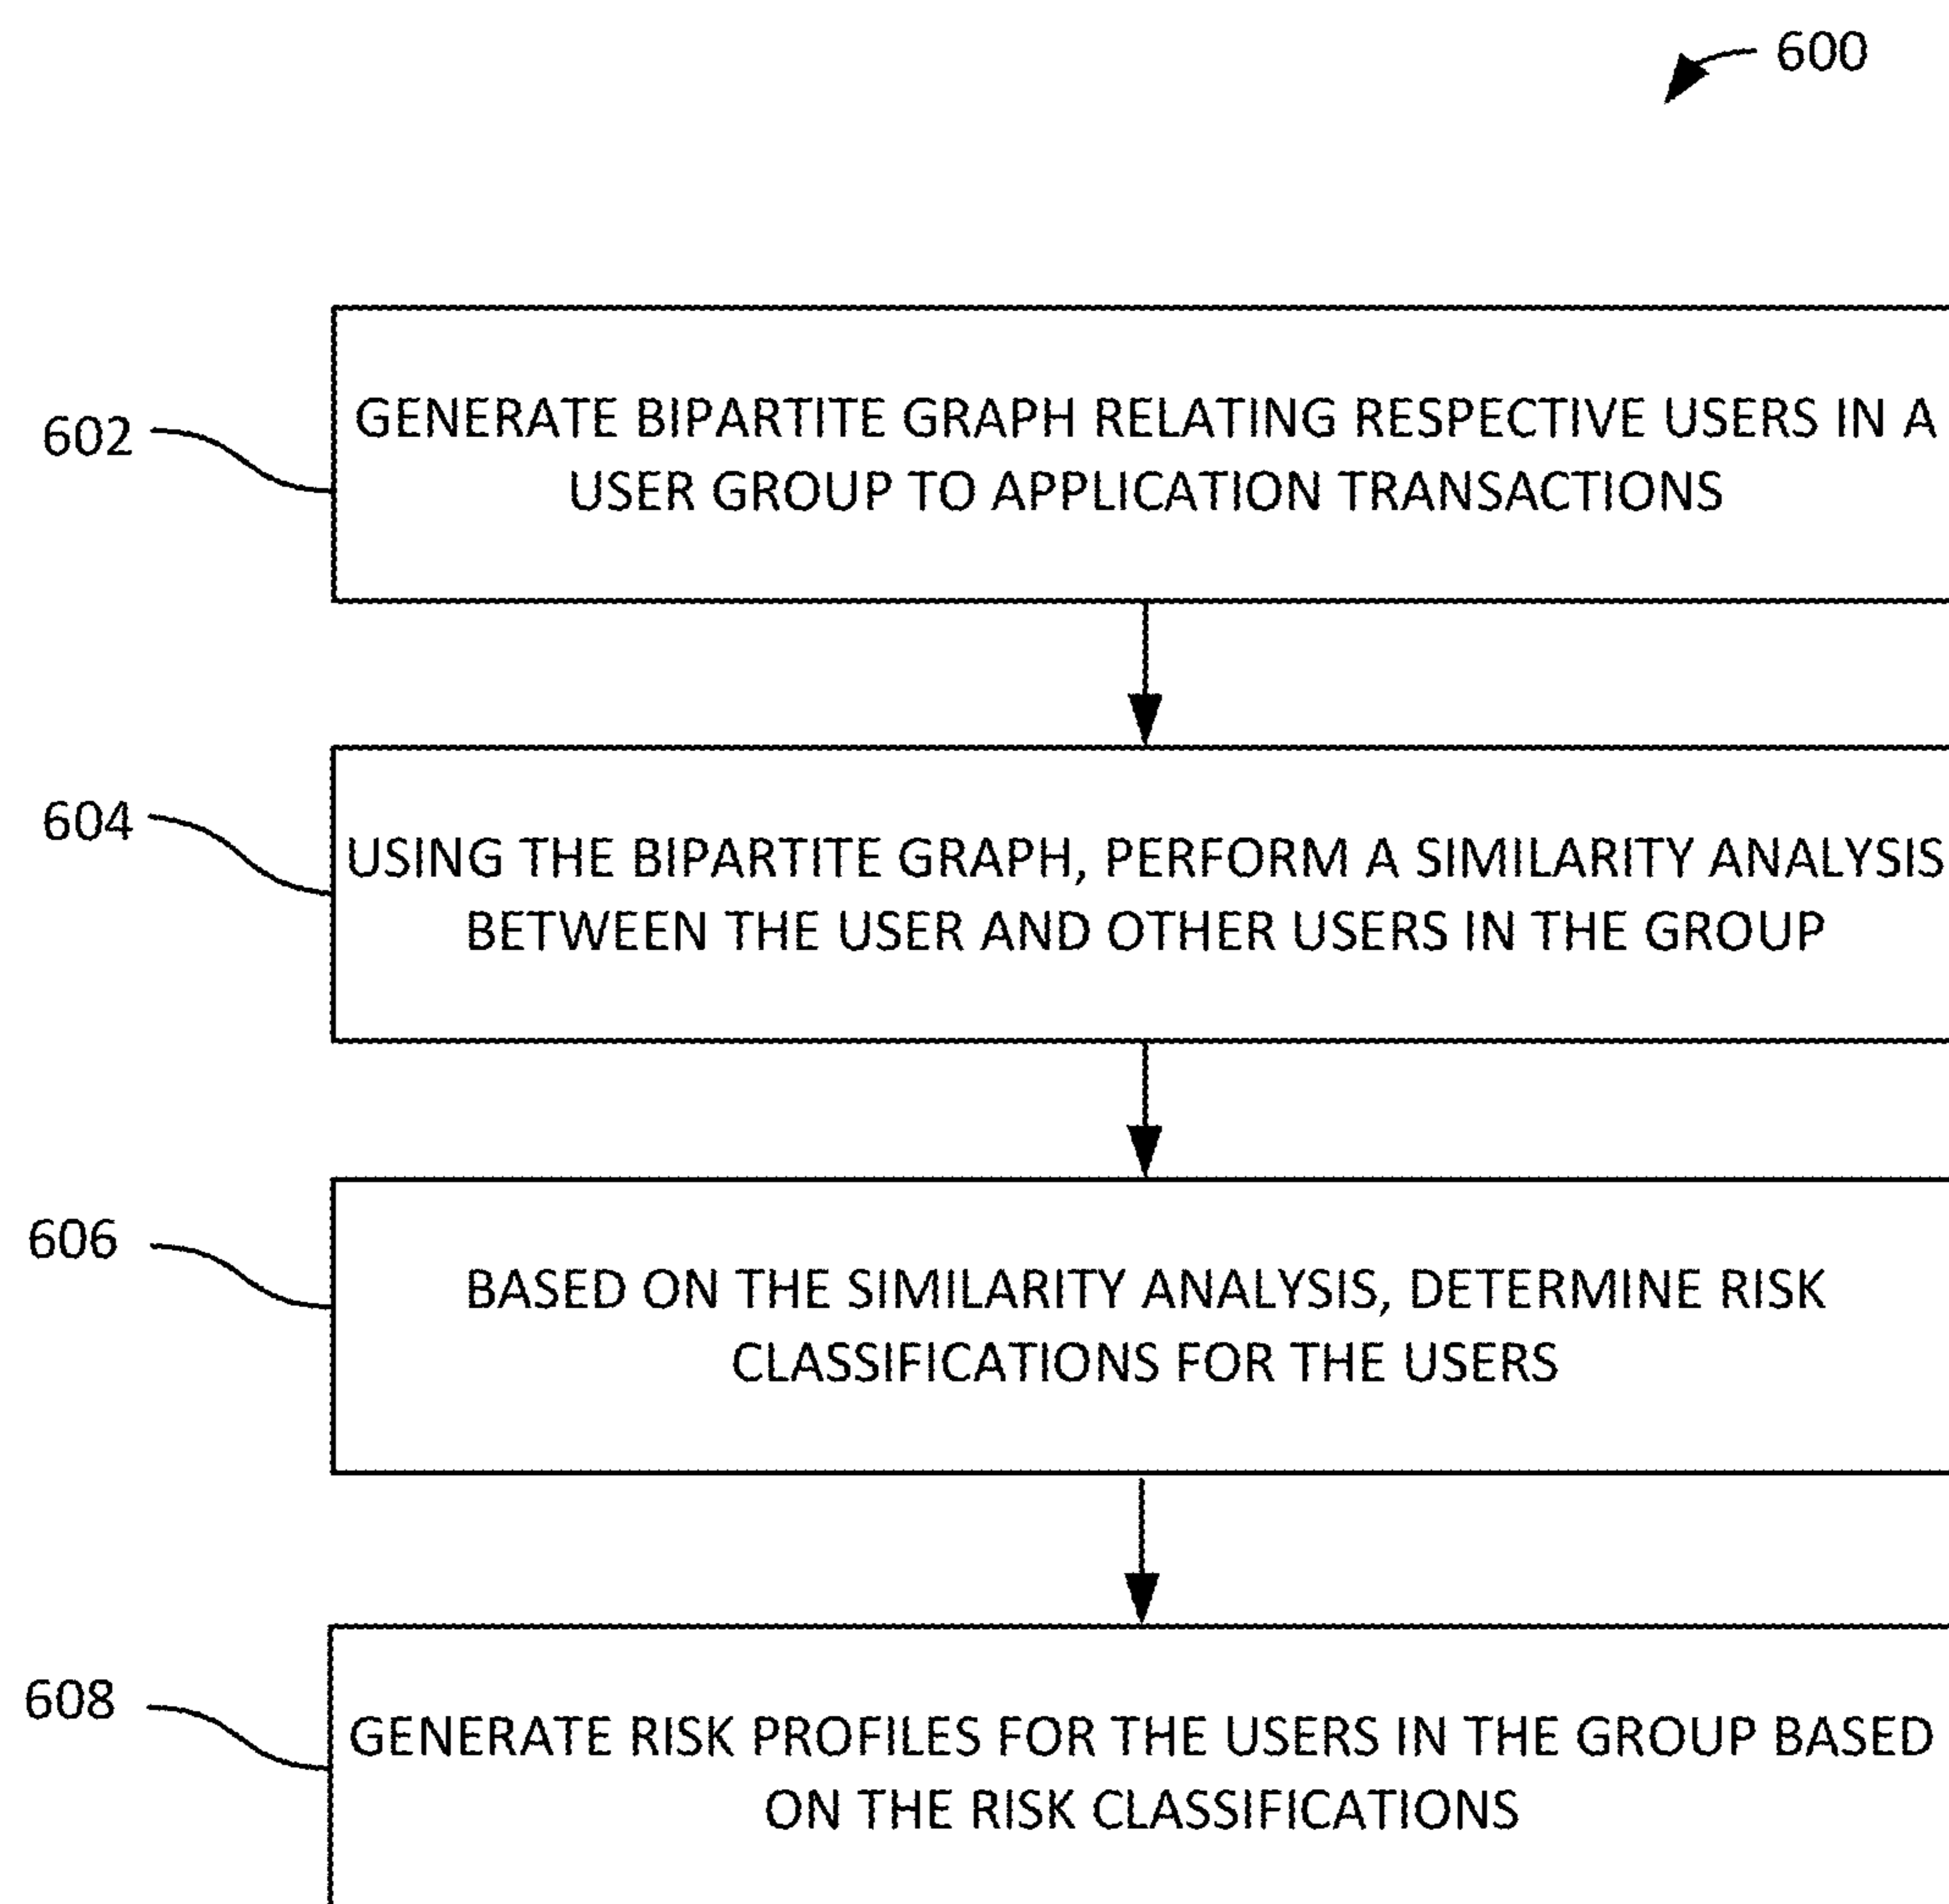 600
602
GENERATE BIPARTITE GRAPH RELATING RESPECTIVE USERS IN A
USER GROUP TO APPLICATION TRANSACTIONS
604
USING THE BIPARTITE GRAPH, PERFORM A SIMILARITY ANALYSIS
BETWEEN THE USER AND OTHER USERS IN THE GROUP
606
BASED ON THE SIMILARITY ANALYSIS, DETERMINE RISK
CLASSIFICATIONS FOR THE USERS
608
GENERATE RISK PROFILES FOR THE USERS IN THE GROUP BASED
ON THE RISK CLASSIFICATIONS